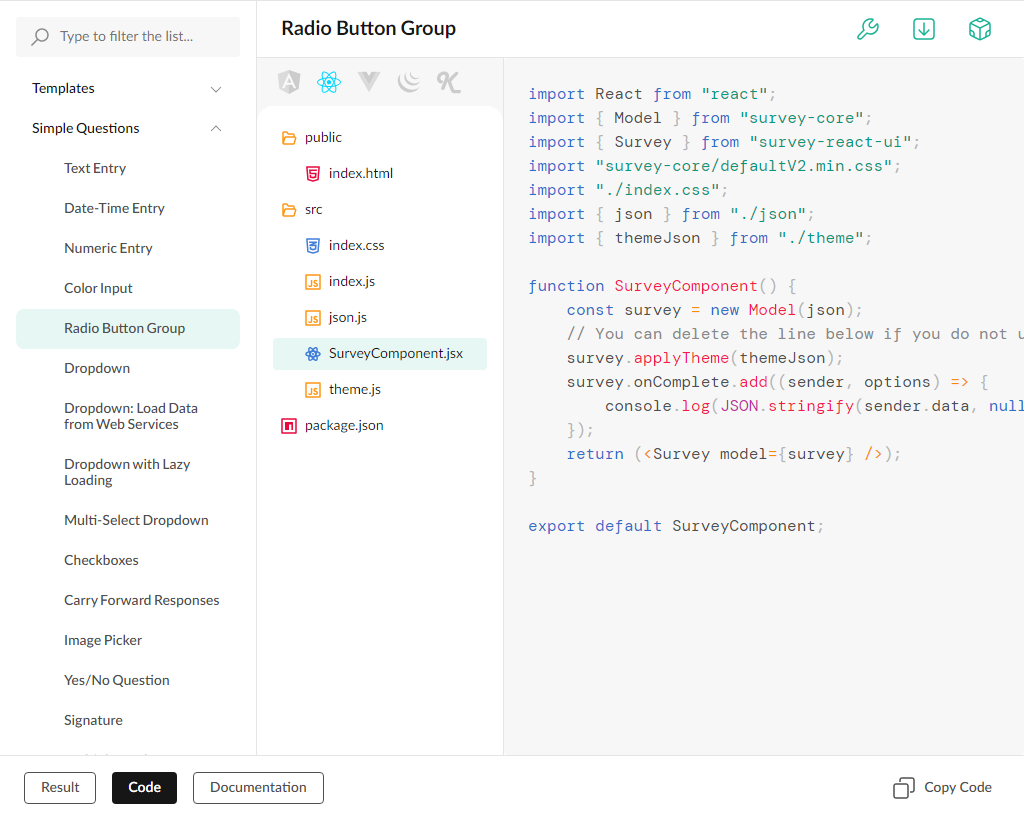 Type to filter the list...
Templates
Simple Questions
Text Entry
Date-Time Entry
Numeric Entry
Color Input
Radio Button Group
Dropdown
Dropdown: Load Data
from Web Services
Dropdown with Lazy
Loading
Multi-Select Dropdown
Checkboxes
Carry Forward Responses
Image Picker
Yes/No Question
Signature
Radio Button Group
public
index.html
src
index.css
index.js
json.js
SurveyComponent.jsx
theme.js
package.json
import React from "react";
import { Model } from "survey-core";
import { Survey } from "survey-react-ui";
import "survey-core/defaultV2.min.css";
import "./index.css";
import { json } from "./json";
import { themeJson } from "./theme";
function SurveyComponent() {
const survey = new Model(json);
// You can delete the line below if you do not
survey.applyTheme(themeJson);
survey.onComplete.add((sender, options) => {
console.log(JSON.stringify(sender.data, null
});
return (<Survey model={survey} />);
}
export default SurveyComponent;
Result
Code
Documentation
Copy Code